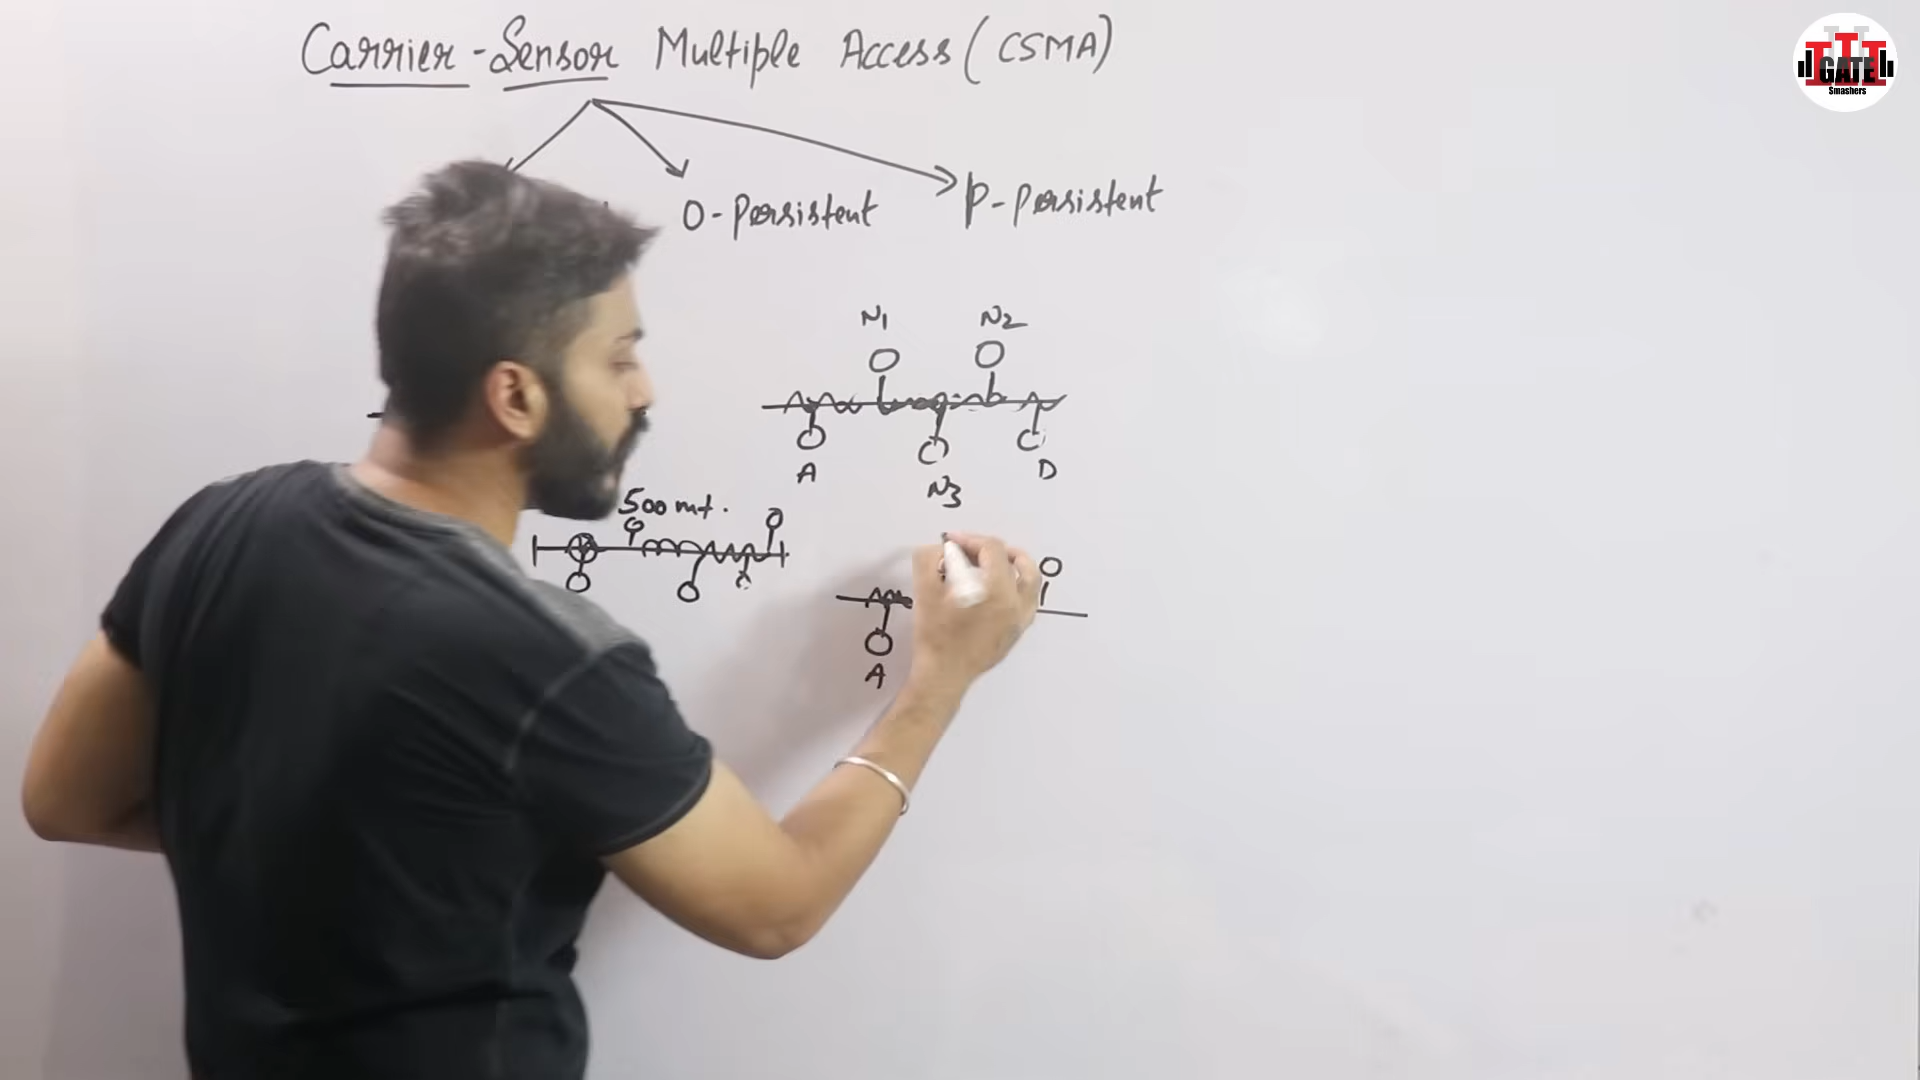 Carrier-Sensor Multiple Access (CSMA)
0-Persistent P-Persistent
N1 N2
A N3 D
500 mt.
A
GATE
Smashers